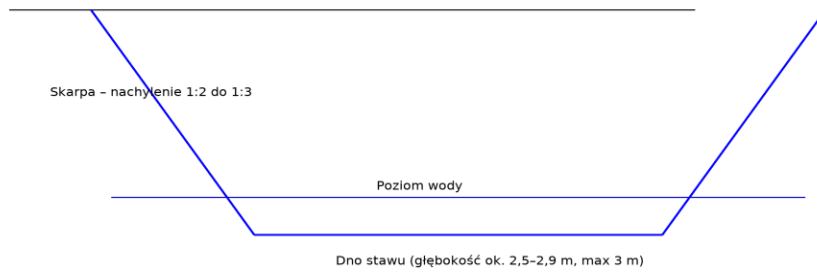 Skarpa – nachylenie 1:2 do 1:3
Poziom wody
Dno stawu (głębokość ok. 2,5–2,9 m, max 3 m)